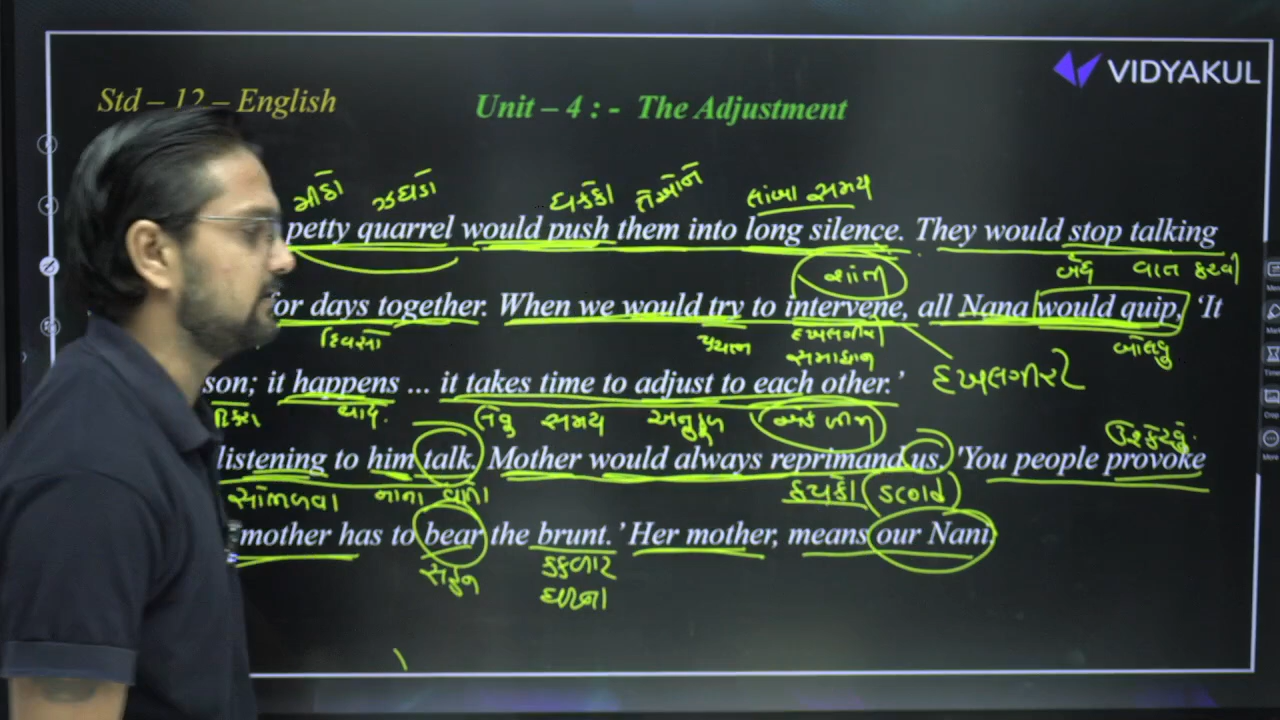 VIDYAKUL
Std – 12 – English
Unit – 4 : - The Adjustment
મીઠો ઝઘડો ધક્કો તેઓને લાંબા સમય
petty quarrel would push them into long silence. They would stop talking
શાંતી બંધ વાત કરવી
for days together. When we would try to intervene, all Nana would quip, ‘It
દિવસો પ્રયત્ન દખલગીરી બોલવું
સમાધાન દખલગીરી
son; it happens ... it takes time to adjust to each other.’
દિકરા થાય લેવુ સમય અનુકૂળ ઉશ્કેરવું.
listening to him talk. Mother would always reprimand us. ‘You people provoke
સાંભળવા નાના ઠપકો scold
mother has to bear the brunt.’ Her mother, means our Nani.
સહન